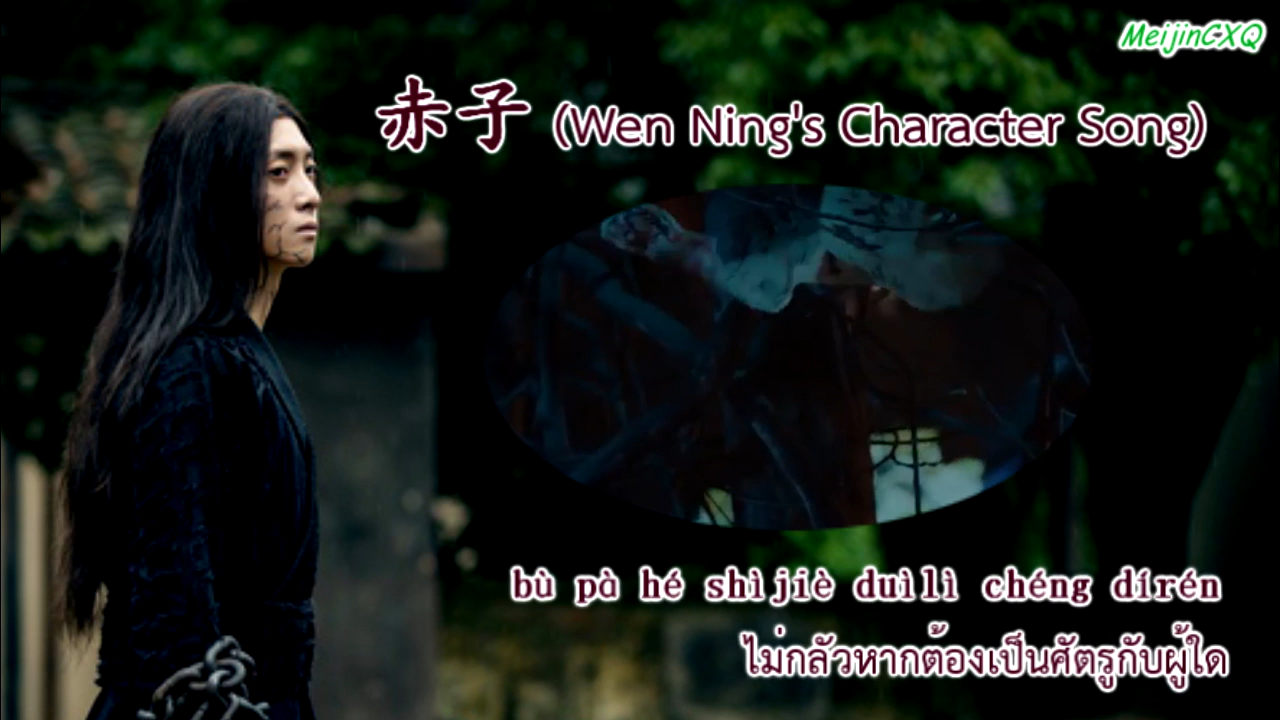 MeijinGXQ
赤子 (Wen Ning's Character Song)
bù pà hé shìjiè duìlì chéng dírén
ไม่กลัวหากต้องเป็นศัตรูกับผู้ใด